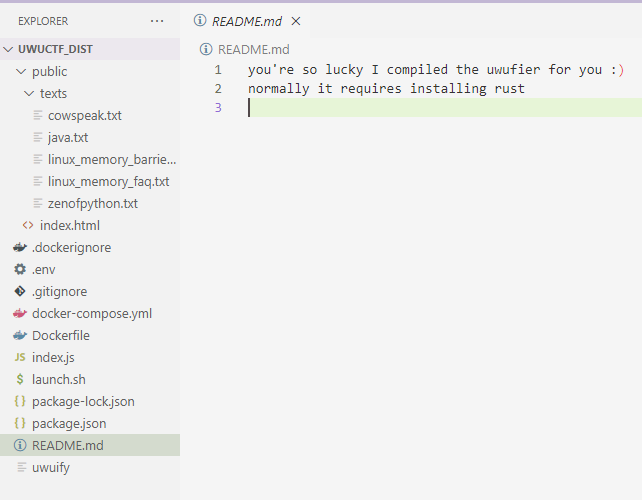 EXPLORER
···
UWUCTF_DIST
public
texts
cowspeak.txt
java.txt
linux_memory_barrie...
linux_memory_faq.txt
zenofpython.txt
<> index.html
.dockerignore
.env
.gitignore
docker-compose.yml
Dockerfile
JS index.js
$ launch.sh
{} package-lock.json
{} package.json
README.md
uwuify
README.md ×
README.md
1 you're so lucky I compiled the uwufier for you :)
2 normally it requires installing rust
3